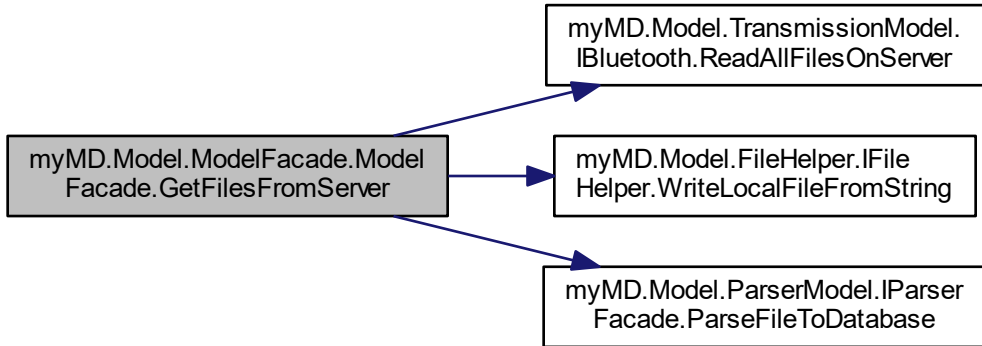 myMD.Model.TransmissionModel.
IBluetooth.ReadAllFilesOnServer
myMD.Model.ModelFacade.Model
Facade.GetFilesFromServer
myMD.Model.FileHelper.IFile
Helper.WriteLocalFileFromString
myMD.Model.ParserModel.IParser
Facade.ParseFileToDatabase